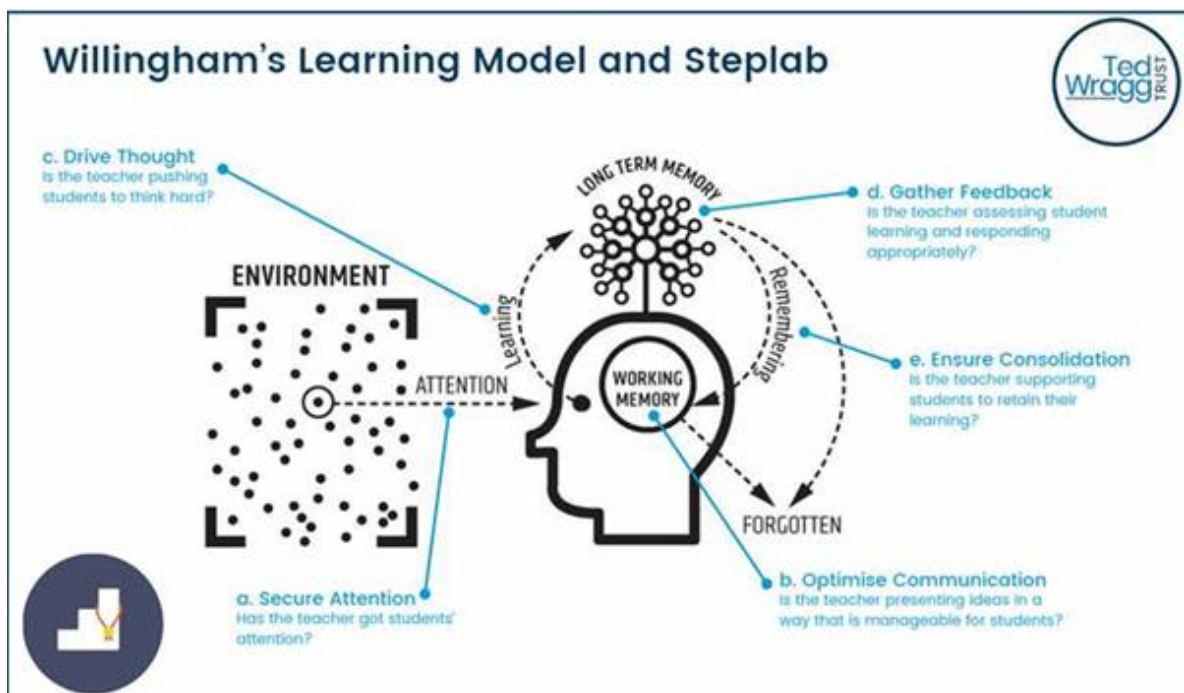 Willingham's Learning Model and Steplab
Ted
Wragg
TRUST
c. Drive Thought
Is the teacher pushing
students to think hard?
LONG TERM MEMORY
d. Gather Feedback
Is the teacher assessing student
learning and responding
appropriately?
ENVIRONMENT
Learning
Remembering
ATTENTION
WORKING
MEMORY
e. Ensure Consolidation
Is the teacher supporting
students to retain their
learning?
FORGOTTEN
a. Secure Attention
Has the teacher got students'
attention?
b. Optimise Communication
Is the teacher presenting ideas in a
way that is manageable for students?